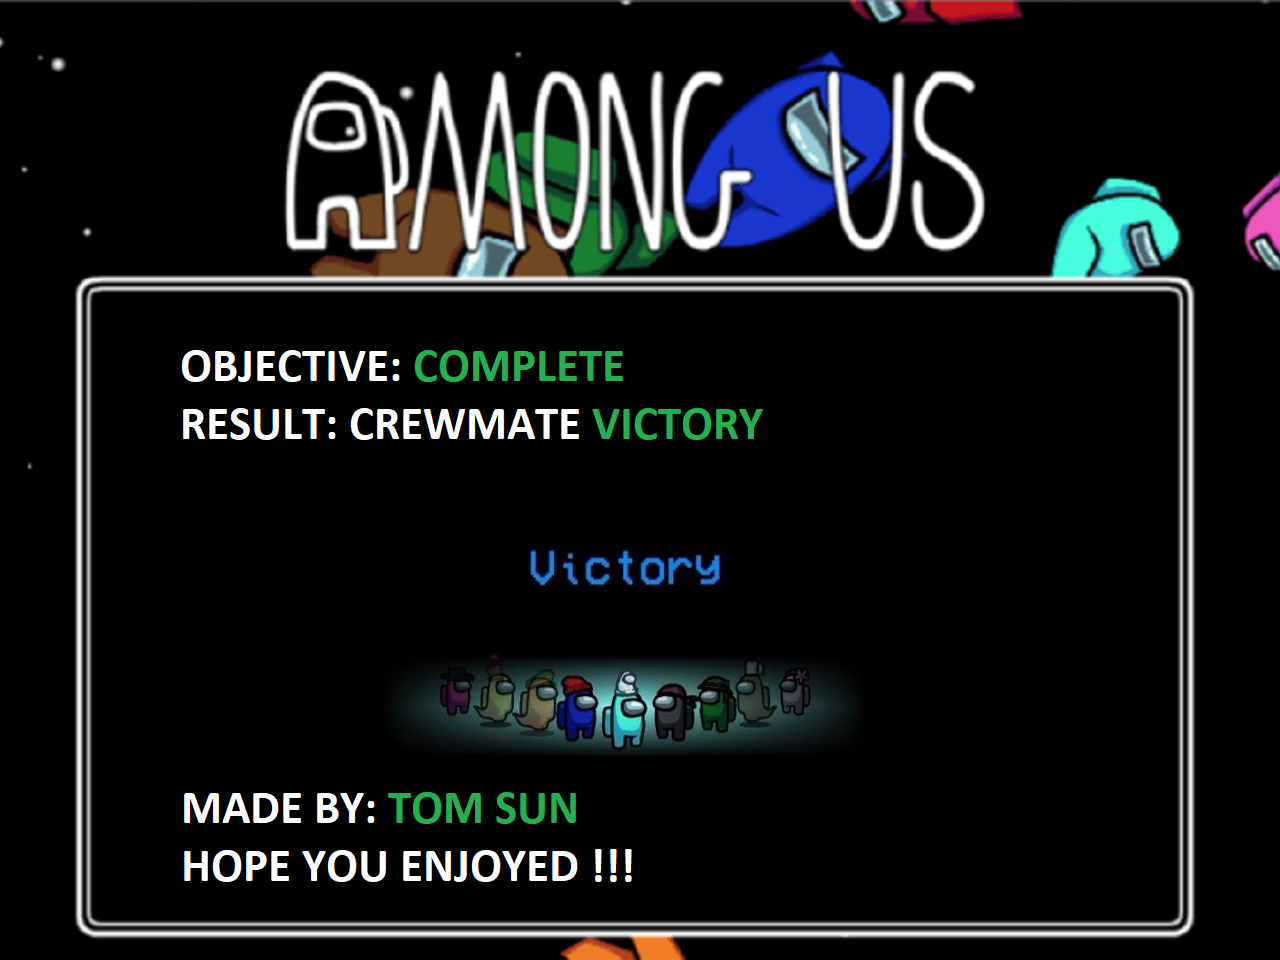 AMONG US
OBJECTIVE: COMPLETE
RESULT: CREWMATE VICTORY
Victory
MADE BY: TOM SUN
HOPE YOU ENJOYED !!!